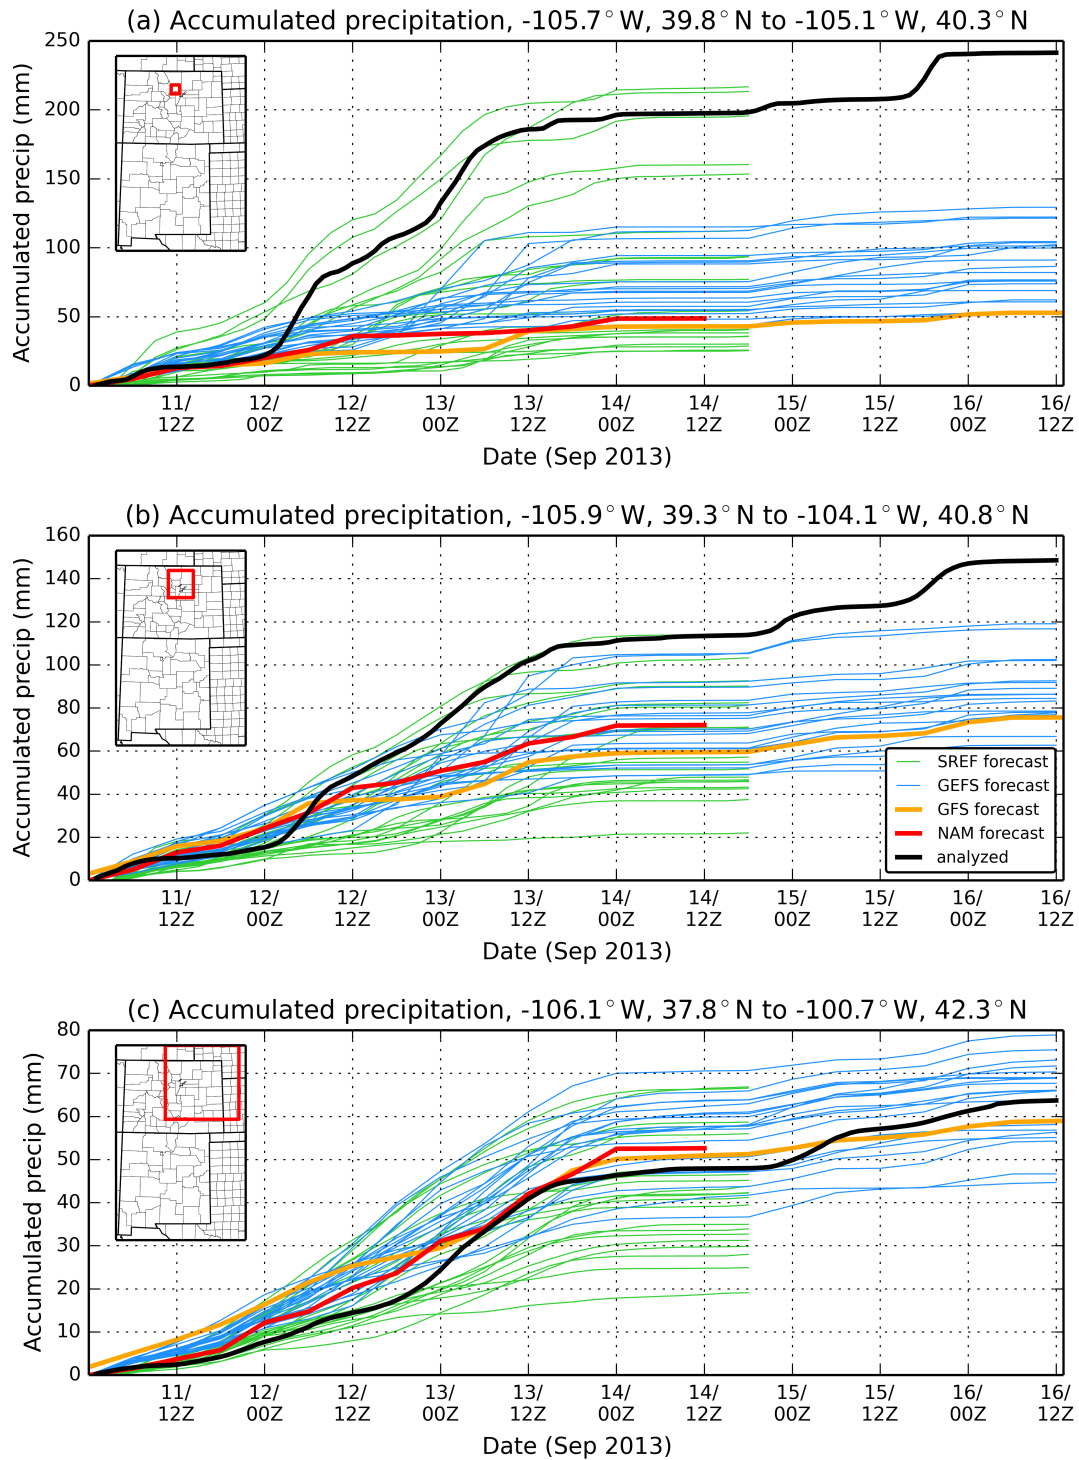 (a) Accumulated precipitation, -105.7°W, 39.8°N to -105.1°W, 40.3°N
Accumulated precip (mm)
250
200
150
100
50
0
11/ 12/ 12/ 13/ 13/ 14/ 14/ 15/ 15/ 16/ 16/
12Z 00Z 12Z 00Z 12Z 00Z 12Z 00Z 12Z 00Z 12Z
Date (Sep 2013)
(b) Accumulated precipitation, -105.9°W, 39.3°N to -104.1°W, 40.8°N
Accumulated precip (mm)
160
140
120
100
80
60
40
20
0
SREF forecast
GEFS forecast
GFS forecast
NAM forecast
analyzed
11/ 12/ 12/ 13/ 13/ 14/ 14/ 15/ 15/ 16/ 16/
12Z 00Z 12Z 00Z 12Z 00Z 12Z 00Z 12Z 00Z 12Z
Date (Sep 2013)
(c) Accumulated precipitation, -106.1°W, 37.8°N to -100.7°W, 42.3°N
Accumulated precip (mm)
80
70
60
50
40
30
20
10
0
11/ 12/ 12/ 13/ 13/ 14/ 14/ 15/ 15/ 16/ 16/
12Z 00Z 12Z 00Z 12Z 00Z 12Z 00Z 12Z 00Z 12Z
Date (Sep 2013)